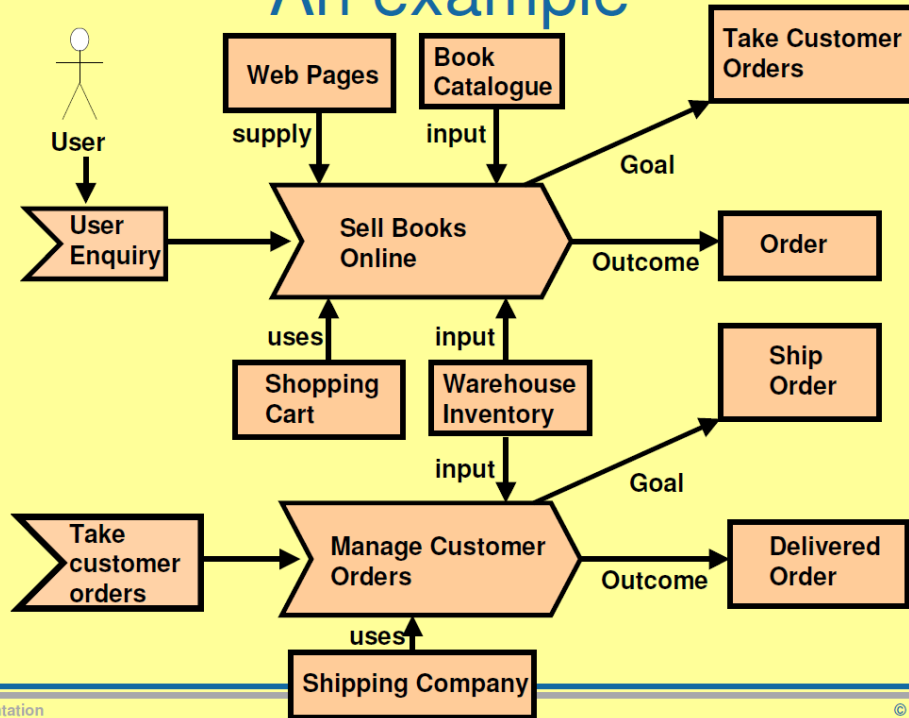 An example
Take Customer
Orders
Web Pages
Book
Catalogue
User
supply
input
Goal
User
Enquiry
Sell Books
Online
Outcome
Order
uses
input
Shopping
Cart
Warehouse
Inventory
Ship
Order
input
Goal
Take
customer
orders
Manage Customer
Orders
Outcome
Delivered
Order
uses
Shipping Company
©